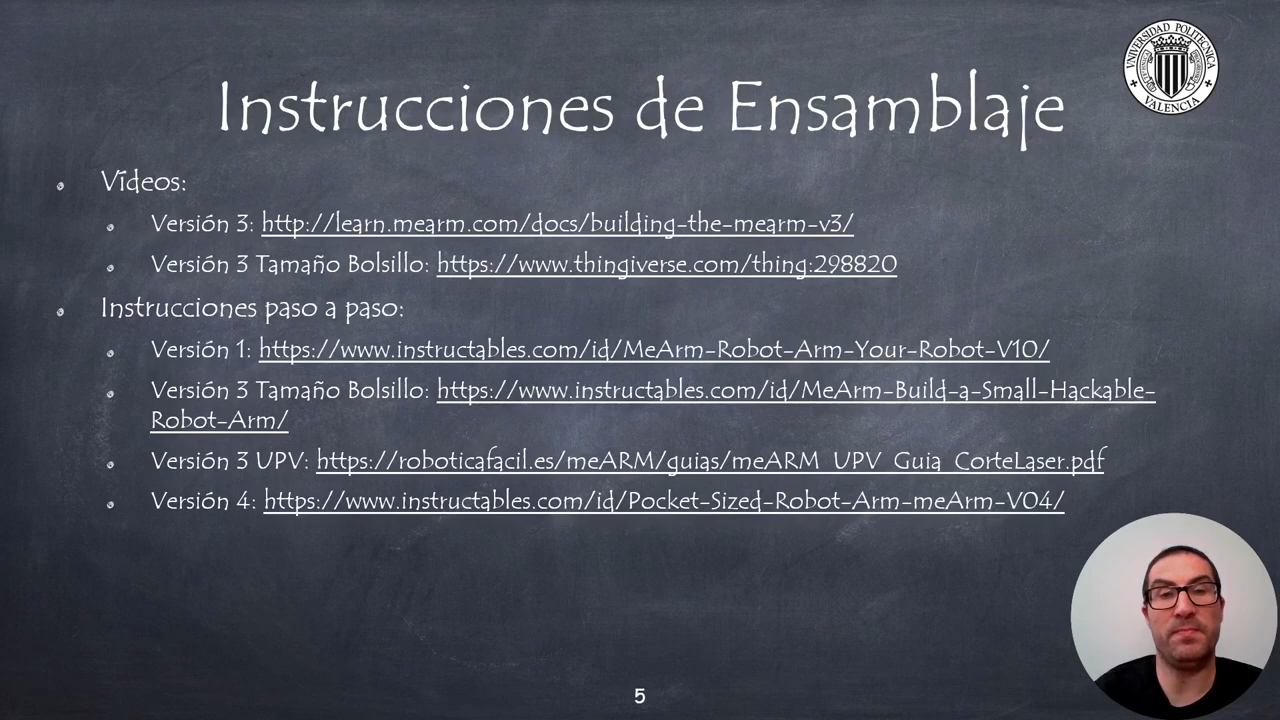 UNIVERSIDAD POLITECNICA
VALENCIA
Instrucciones de Ensamblaje
Vídeos:
Versión 3: http://learn.mearm.com/docs/building-the-mearm-v3/
Versión 3 Tamaño Bolsillo: https://www.thingiverse.com/thing:298820
Instrucciones paso a paso:
Versión 1: https://www.instructables.com/id/MeArm-Robot-Arm-Your-Robot-V10/
Versión 3 Tamaño Bolsillo: https://www.instructables.com/id/MeArm-Build-a-Small-Hackable-
Robot-Arm/
Versión 3 UPV: https://roboticafacil.es/meARM/guias/meARM_UPV_Guia_CorteLaser.pdf
Versión 4: https://www.instructables.com/id/Pocket-Sized-Robot-Arm-meArm-V04/
5